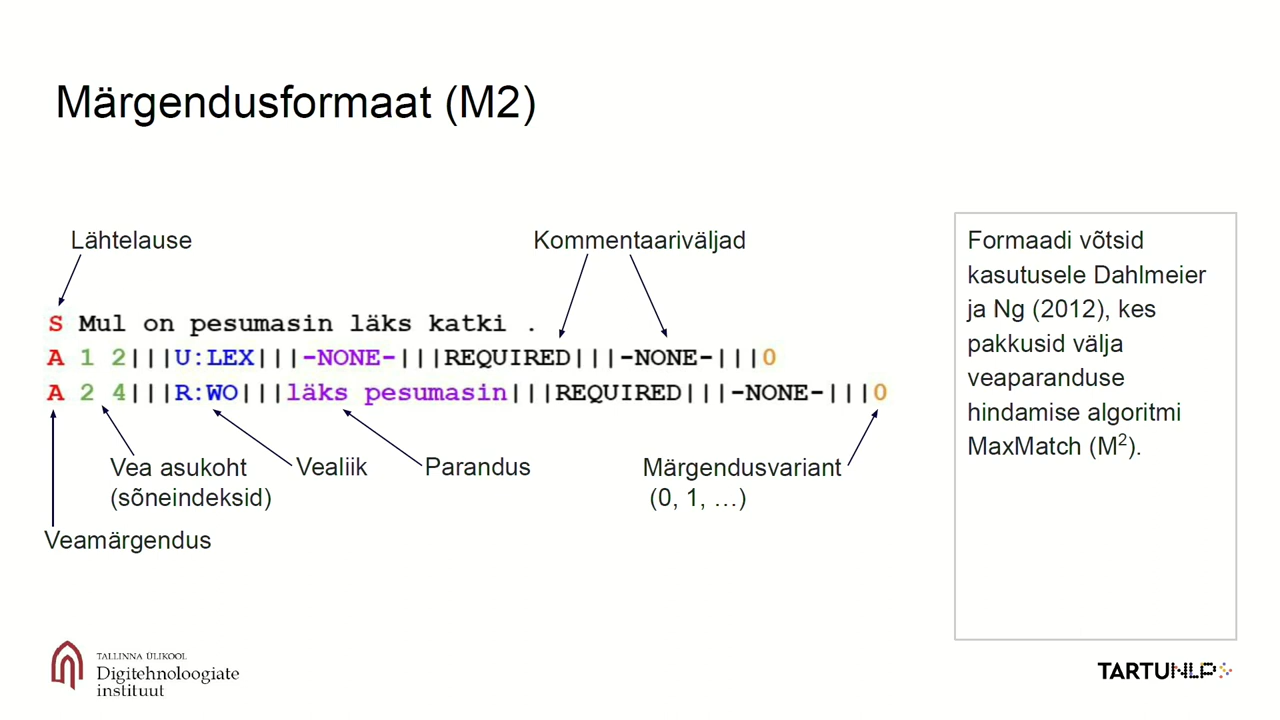 Märgendusformaat (M2)
Lähtelause
Kommentaariväljad
S Mul on pesumasin läks katki .
A 1 2|||U:LEX|||-NONE-|||REQUIRED|||-NONE-|||0
A 2 4|||R:WO|||läks pesumasin|||REQUIRED|||-NONE-|||0
Vea asukoht
(sõneindeksid)
Vealiik
Parandus
Märgendusvariant
(0, 1, …)
Veamärgendus
Formaadi võtsid
kasutusele Dahlmeier
ja Ng (2012), kes
pakkusid välja
veaparanduse
hindamise algoritmi
MaxMatch (M²).
TALLINNA ÜLIKOOL
Digitehnoloogiate
instituut
TARTUNLP